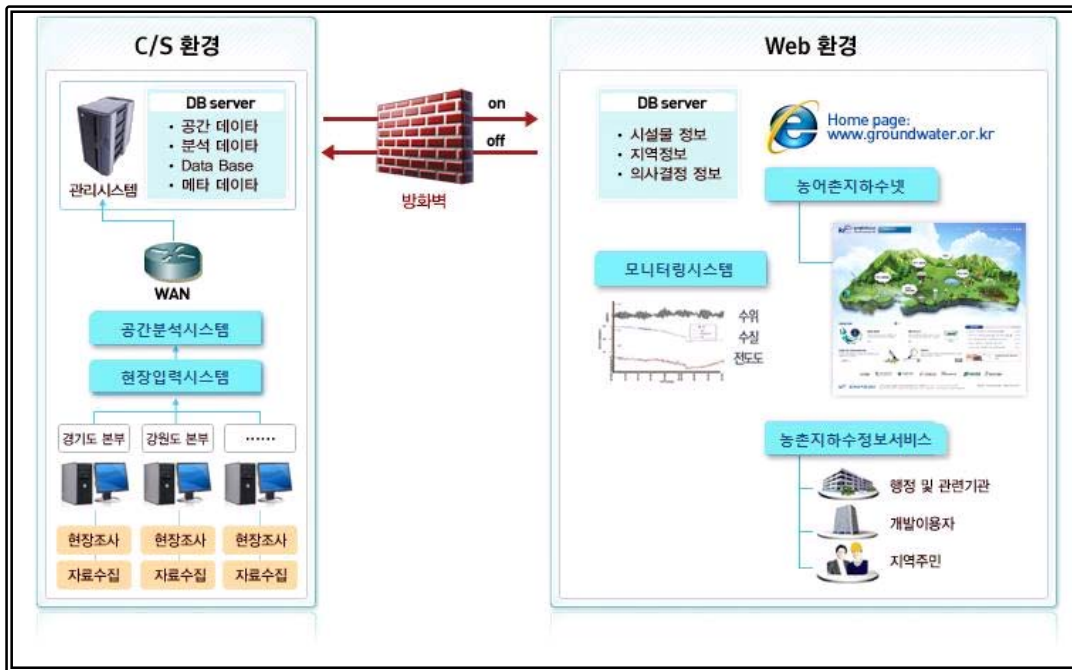 C/S 환경
DB server
• 공간 데이타
• 분석 데이타
• Data Base
• 메타 데이타
관리시스템
WAN
공간분석시스템
현장입력시스템
경기도 본부
강원도 본부
······
현장조사
현장조사
현장조사
자료수집
자료수집
자료수집
on
off
방화벽
Web 환경
DB server
• 시설물 정보
• 지역정보
• 의사결정 정보
Home page:
www.groundwater.or.kr
농어촌지하수넷
모니터링시스템
수위
수질
전도도
농촌지하수정보서비스
행정 및 관련기관
개발이용자
지역주민